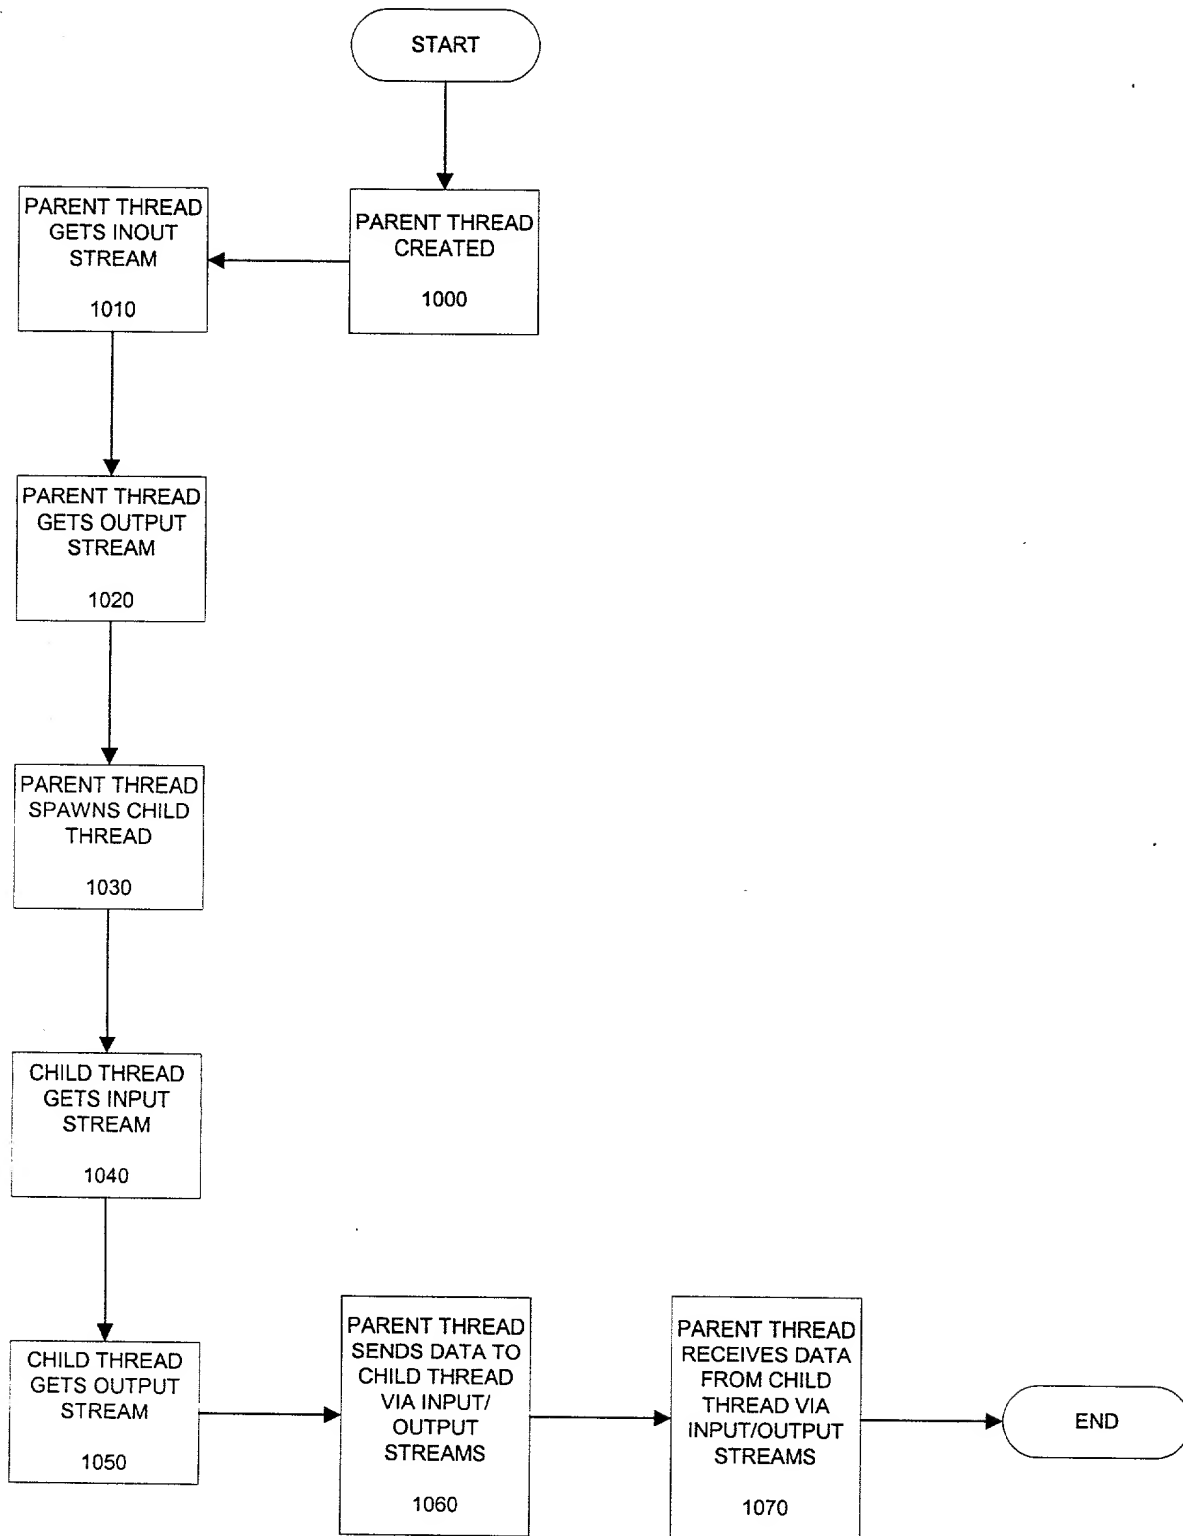 START
PARENT THREAD
CREATED
1000
PARENT THREAD
GETS INOUT
STREAM
1010
PARENT THREAD
GETS OUTPUT
STREAM
1020
PARENT THREAD
SPAWNS CHILD
THREAD
1030
CHILD THREAD
GETS INPUT
STREAM
1040
CHILD THREAD
GETS OUTPUT
STREAM
1050
PARENT THREAD
SENDS DATA TO
CHILD THREAD
VIA INPUT/
OUTPUT
STREAMS
1060
PARENT THREAD
RECEIVES DATA
FROM CHILD
THREAD VIA
INPUT/OUTPUT
STREAMS
1070
END